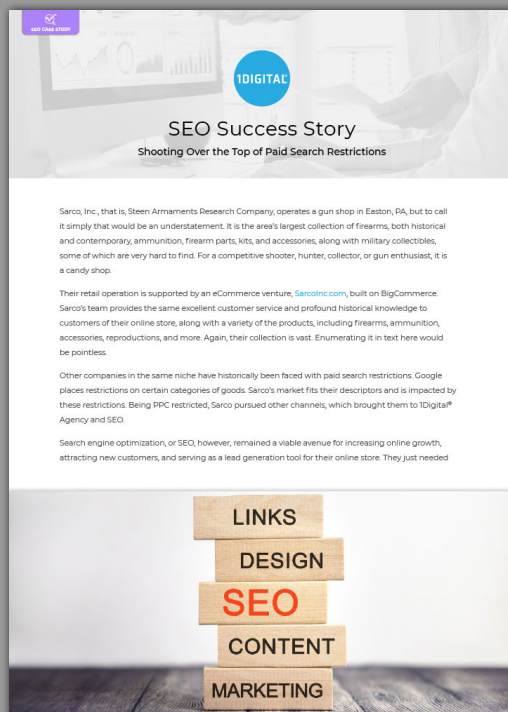 SEO CASE STUDY
1DIGITAL®
SEO Success Story
Shooting Over the Top of Paid Search Restrictions
Sarco, Inc., that is, Steen Armaments Research Company, operates a gun shop in Easton, PA, but to call
it simply that would be an understatement. It is the area's largest collection of firearms, both historical
and contemporary, ammunition, firearm parts, kits, and accessories, along with military collectibles,
some of which are very hard to find. For a competitive shooter, hunter, collector, or gun enthusiast, it is
a candy shop.
Their retail operation is supported by an eCommerce venture, SarcoInc.com, built on BigCommerce.
Sarco's team provides the same excellent customer service and profound historical knowledge to
customers of their online store, along with a variety of the products, including firearms, ammunition,
accessories, reproductions, and more. Again, their collection is vast. Enumerating it in text here would
be pointless.
Other companies in the same niche have historically been faced with paid search restrictions. Google
places restrictions on certain categories of goods. Sarco's market fits their descriptors and is impacted by
these restrictions. Being PPC restricted, Sarco pursued other channels, which brought them to 1Digital®
Agency and SEO.
Search engine optimization, or SEO, however, remained a viable avenue for increasing online growth,
attracting new customers, and serving as a lead generation tool for their online store. They just needed
LINKS
DESIGN
SEO
CONTENT
MARKETING